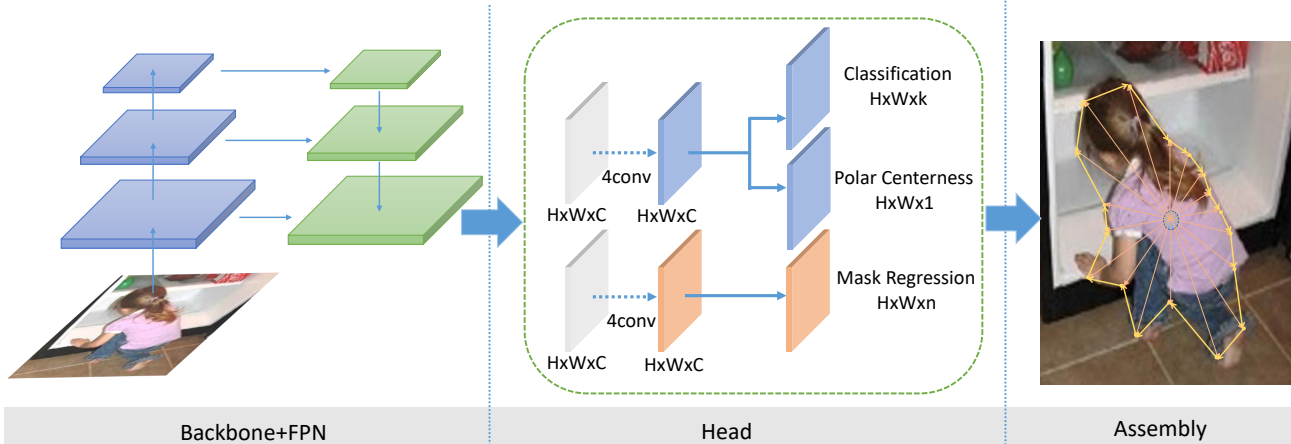 Classification
HxWxk
4conv
HxWxC
HxWxC
Polar Centerness
HxWx1
Mask Regression
HxWxn
4conv
HxWxC
HxWxC
Backbone+FPN
Head
Assembly